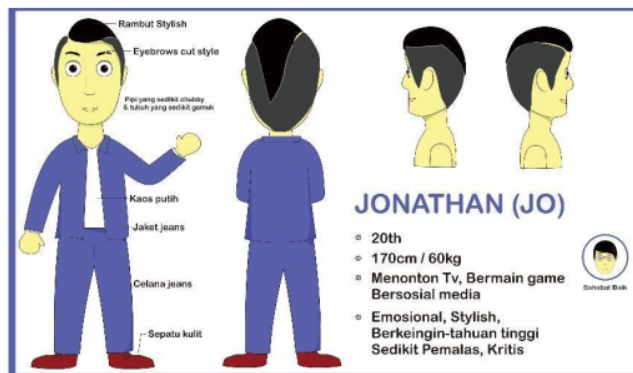 Rambut Stylish
Eyebrows cut style
Pipi yang sedikit chubby
& tubuh yang sedikit gemuk
Kaos putih
Jaket jeans
Celana jeans
Sepatu kulit
JONATHAN (JO)
20th
170cm / 60kg
Menonton Tv, Bermain game
Bersosial media
Emosional, Stylish,
Berkeingin-tahuan tinggi
Sedikit Pemalas, Kritis
Sahabat Baik